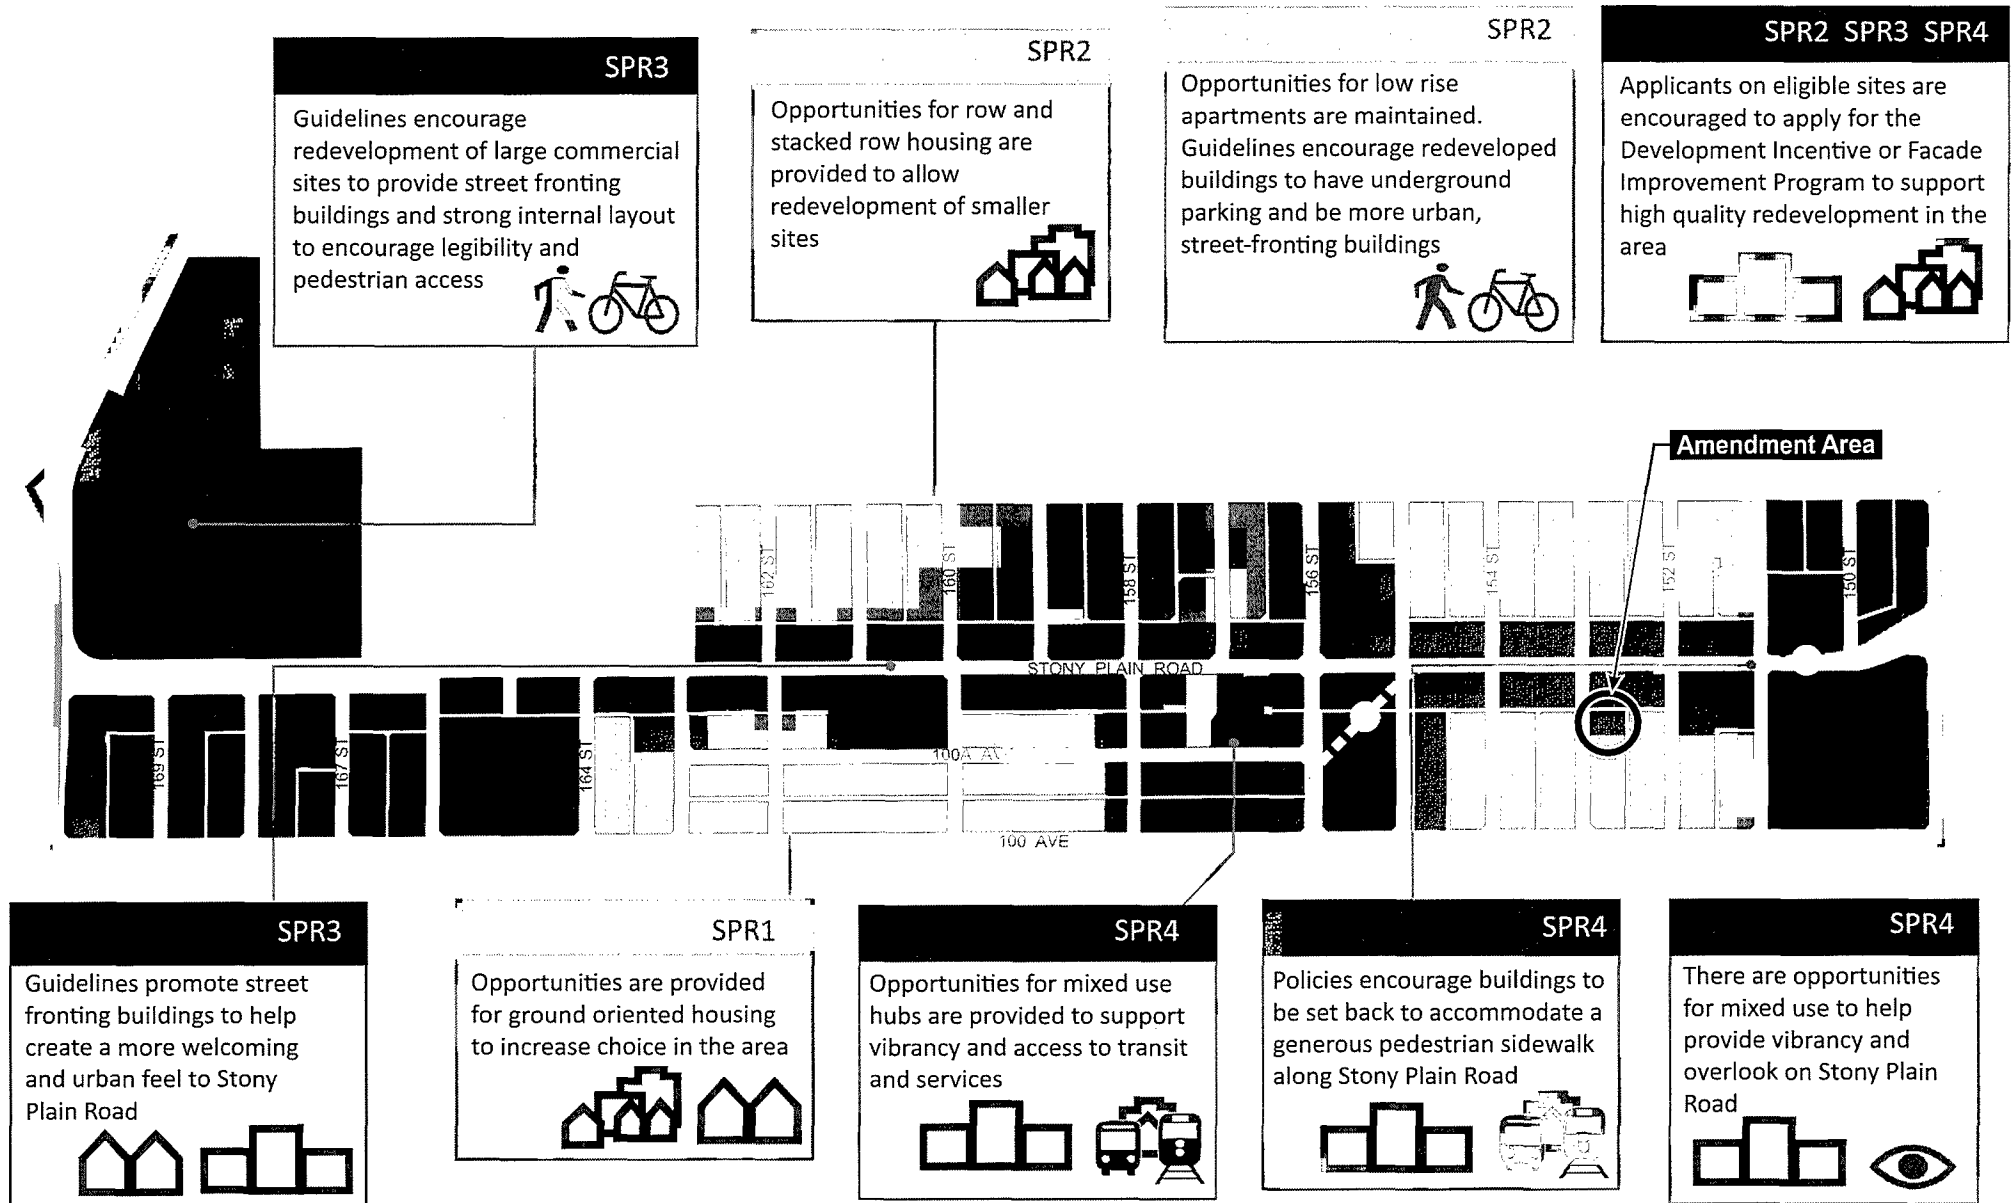 SPR3
Guidelines encourage
redevelopment of large commercial
sites to provide street fronting
buildings and strong internal layout
to encourage legibility and
pedestrian access
SPR2
Opportunities for row and
stacked row housing are
provided to allow
redevelopment of smaller
sites
SPR2
Opportunities for low rise
apartments are maintained.
Guidelines encourage redeveloped
buildings to have underground
parking and be more urban,
street-fronting buildings
SPR2 SPR3 SPR4
Applicants on eligible sites are
encouraged to apply for the
Development Incentive or Facade
Improvement Program to support
high quality redevelopment in the
area
Amendment Area
162 ST
160 ST
158 ST
156 ST
154 ST
152 ST
150 ST
STONY PLAIN ROAD
169 ST
167 ST
164 ST
100A AV
100 AVE
SPR3
Guidelines promote street
fronting buildings to help
create a more welcoming
and urban feel to Stony
Plain Road
SPR1
Opportunities are provided
for ground oriented housing
to increase choice in the area
SPR4
Opportunities for mixed use
hubs are provided to support
vibrancy and access to transit
and services
SPR4
Policies encourage buildings to
be set back to accommodate a
generous pedestrian sidewalk
along Stony Plain Road
SPR4
There are opportunities
for mixed use to help
provide vibrancy and
overlook on Stony Plain
Road